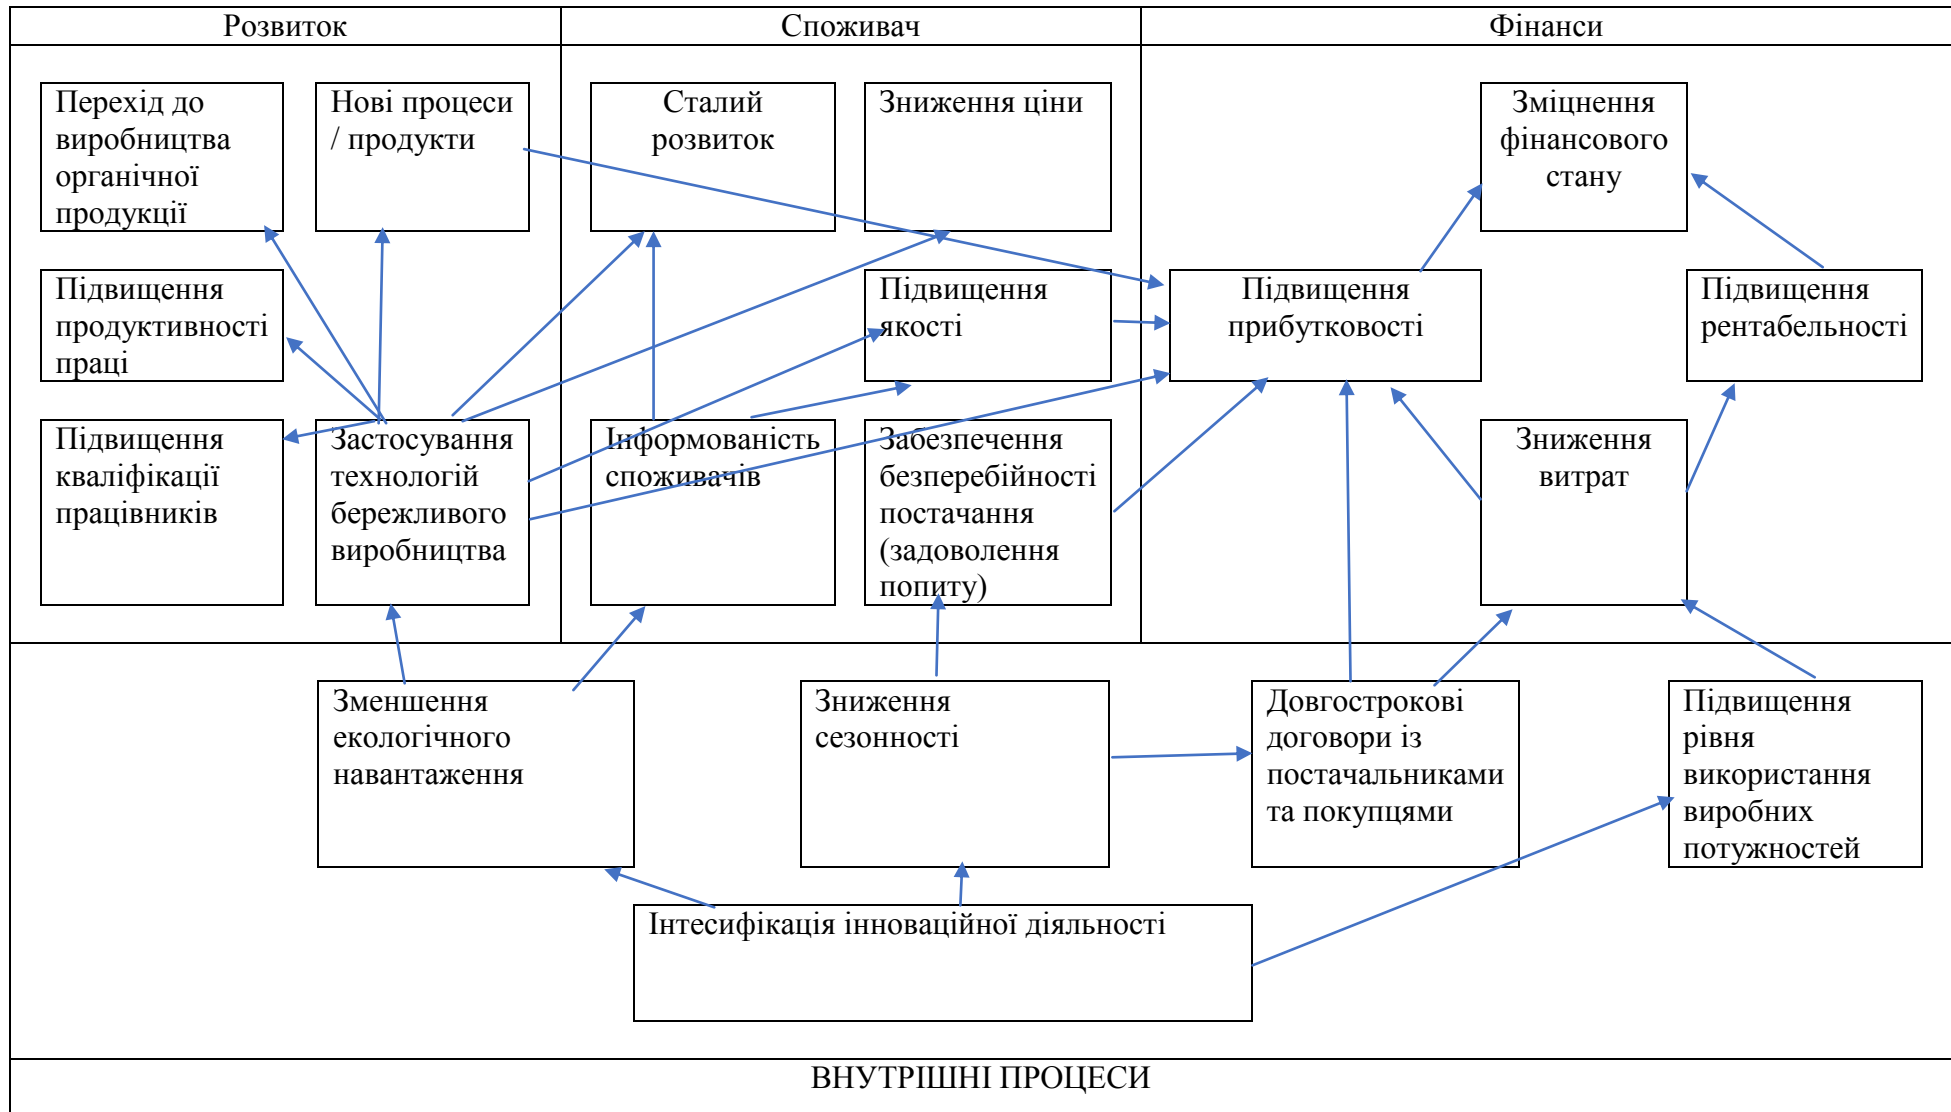 Розвиток
Споживач
Фінанси
Перехід до
виробництва
органічної
продукції
Нові процеси
/ продукти
Сталий
розвиток
Зниження ціни
Зміцнення
фінансового
стану
Підвищення
продуктивності
праці
Підвищення
якості
Підвищення
прибутковості
Підвищення
рентабельності
Підвищення
кваліфікації
працівників
Застосування
технологій
бережливого
виробництва
Інформованість
споживачів
Забезпечення
безперебійності
постачання
(задоволення
попиту)
Зниження
витрат
Зменшення
екологічного
навантаження
Зниження
сезонності
Довгострокові
договори із
постачальниками
та покупцями
Підвищення
рівня
використання
виробних
потужностей
Інтесифікація інноваційної діяльності
ВНУТРІШНІ ПРОЦЕСИ